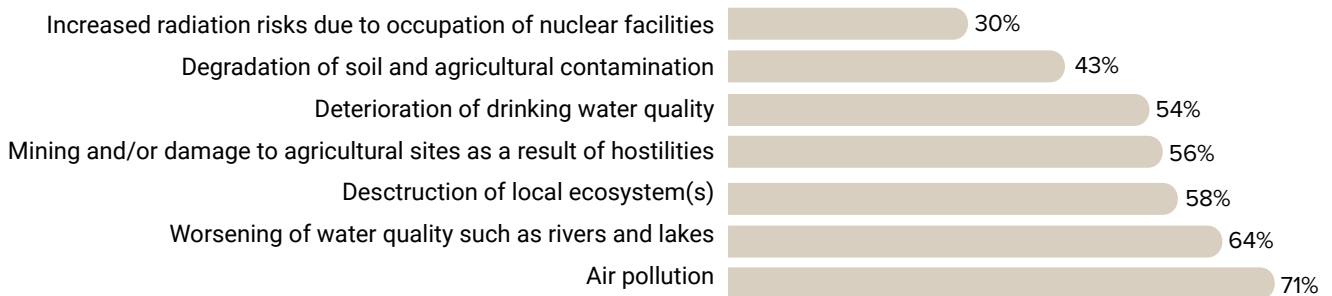 Increased radiation risks due to occupation of nuclear facilities 30%
Degradation of soil and agricultural contamination 43%
Deterioration of drinking water quality 54%
Mining and/or damage to agricultural sites as a result of hostilities 56%
Desctruction of local ecosystem(s) 58%
Worsening of water quality such as rivers and lakes 64%
Air pollution 71%